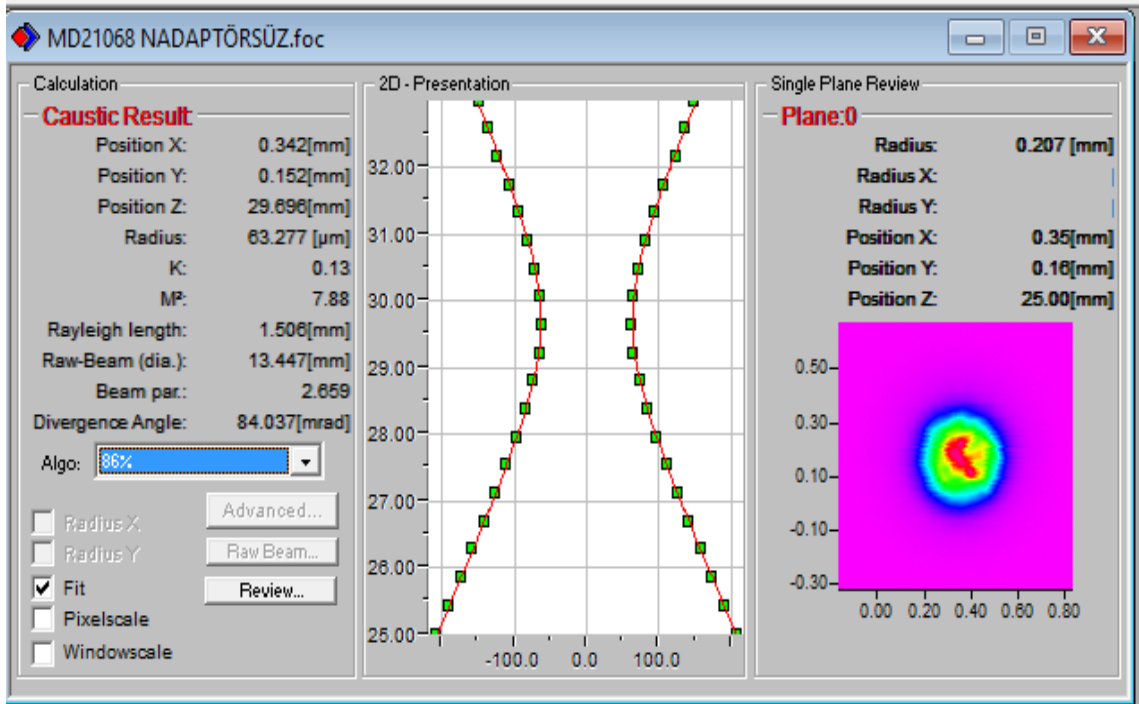 MD21068 NADAPTÖRSÜZ.foc
Calculation
Caustic Result:
Position X: 0.342[mm]
Position Y: 0.152[mm]
Position Z: 29.696[mm]
Radius: 63.277 [µm]
K: 0.13
M²: 7.88
Rayleigh length: 1.506[mm]
Raw-Beam (dia.): 13.447[mm]
Beam par.: 2.659
Divergence Angle: 84.037[mrad]
Algo: 86%
Radius X
Radius Y
Fit
Pixelscale
Windowscale
Advanced...
Raw Beam...
Review...
2D - Presentation
32.00
31.00
30.00
29.00
28.00
27.00
26.00
25.00
-100.0 0.0 100.0
Single Plane Review
Plane:0
Radius: 0.207 [mm]
Radius X:
Radius Y:
Position X: 0.35[mm]
Position Y: 0.16[mm]
Position Z: 25.00[mm]
0.50
0.30
0.10
-0.10
-0.30
0.00 0.20 0.40 0.60 0.80